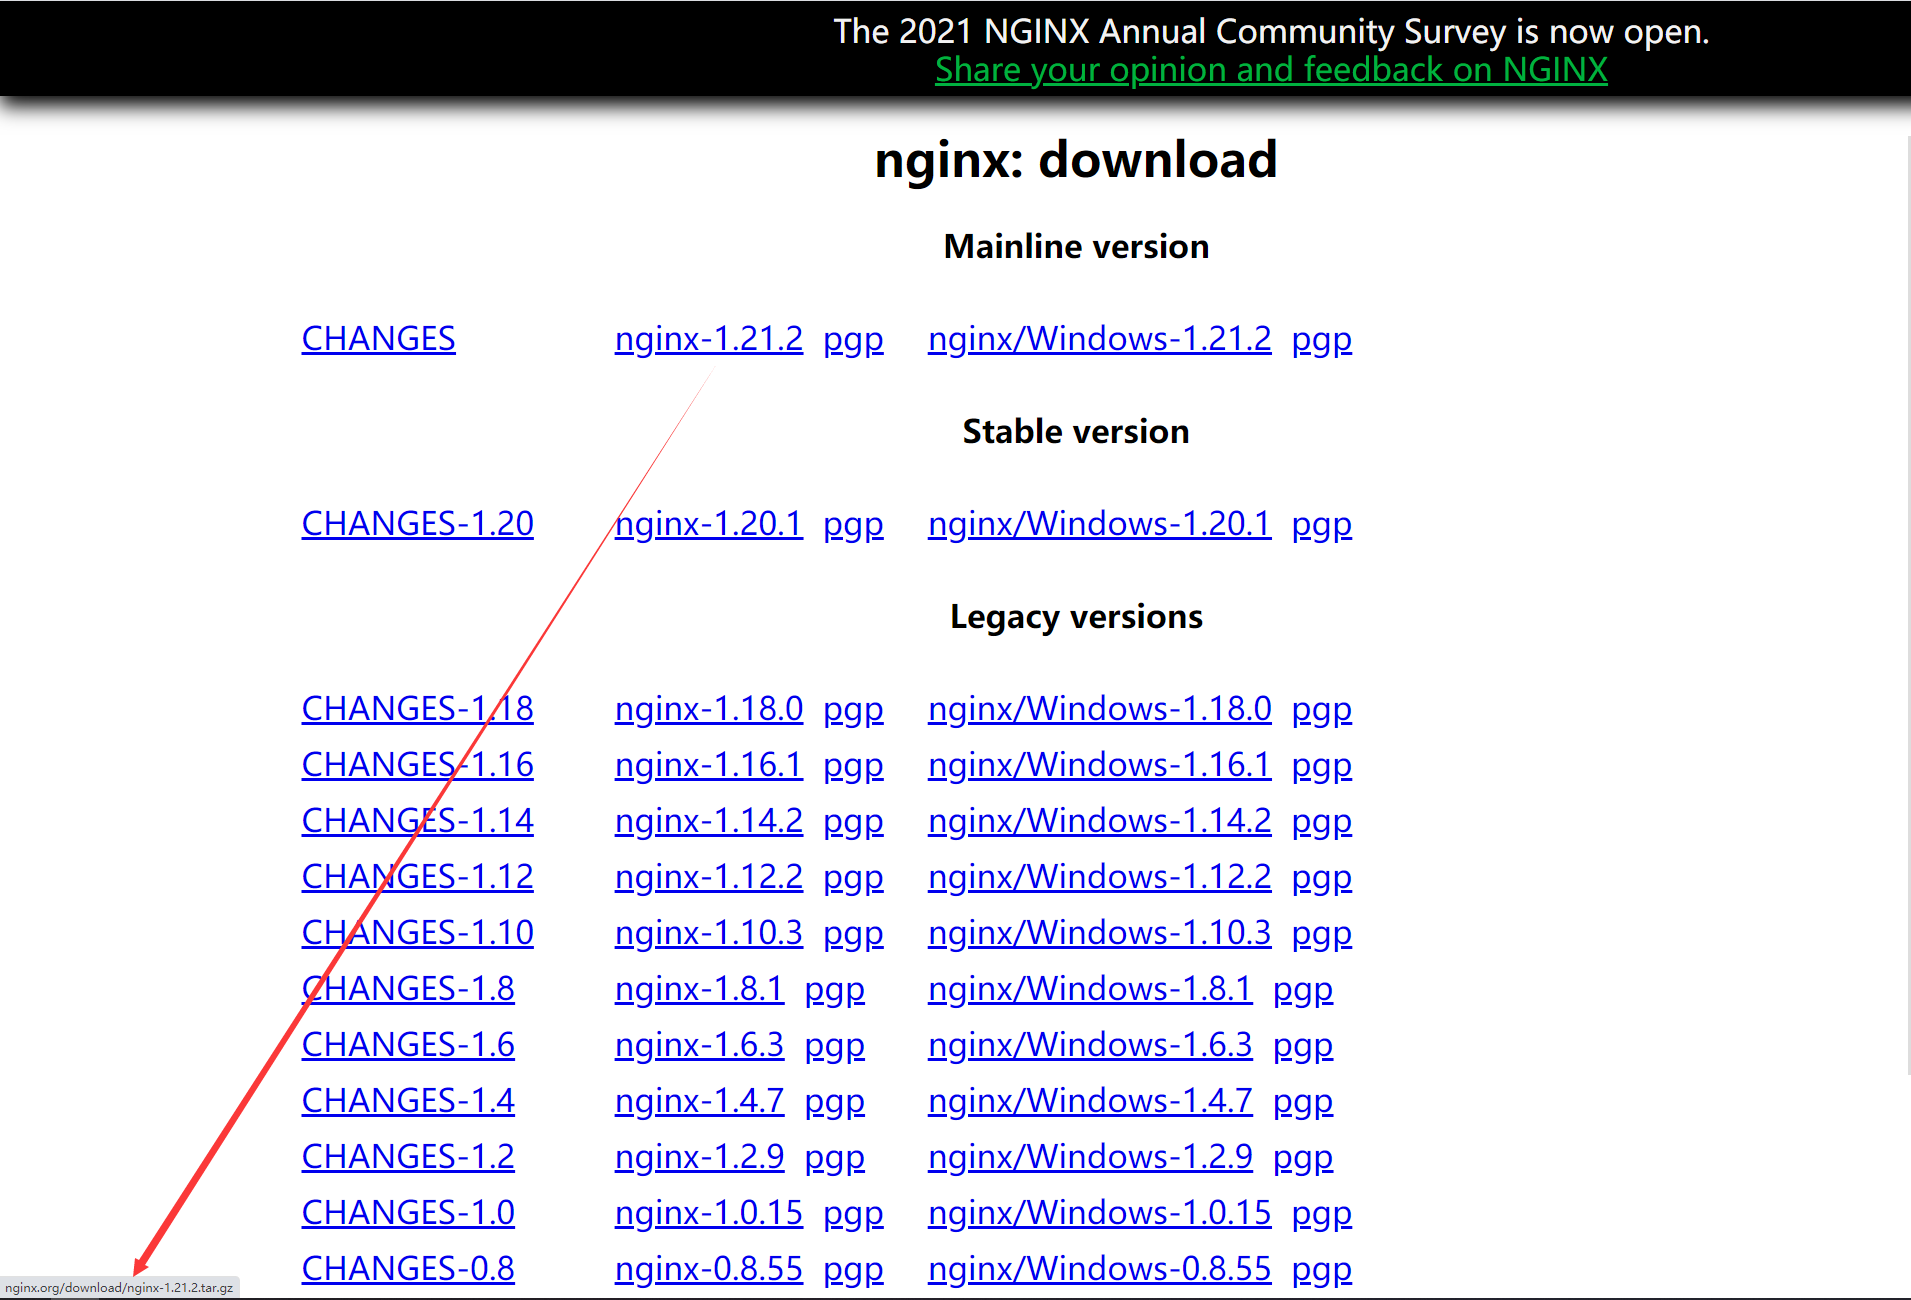 The 2021 NGINX Annual Community Survey is now open.
Share your opinion and feedback on NGINX
nginx: download
Mainline version
CHANGES nginx-1.21.2 pgp nginx/Windows-1.21.2 pgp
Stable version
CHANGES-1.20 nginx-1.20.1 pgp nginx/Windows-1.20.1 pgp
Legacy versions
CHANGES-1.18 nginx-1.18.0 pgp nginx/Windows-1.18.0 pgp
CHANGES-1.16 nginx-1.16.1 pgp nginx/Windows-1.16.1 pgp
CHANGES-1.14 nginx-1.14.2 pgp nginx/Windows-1.14.2 pgp
CHANGES-1.12 nginx-1.12.2 pgp nginx/Windows-1.12.2 pgp
CHANGES-1.10 nginx-1.10.3 pgp nginx/Windows-1.10.3 pgp
CHANGES-1.8 nginx-1.8.1 pgp nginx/Windows-1.8.1 pgp
CHANGES-1.6 nginx-1.6.3 pgp nginx/Windows-1.6.3 pgp
CHANGES-1.4 nginx-1.4.7 pgp nginx/Windows-1.4.7 pgp
CHANGES-1.2 nginx-1.2.9 pgp nginx/Windows-1.2.9 pgp
CHANGES-1.0 nginx-1.0.15 pgp nginx/Windows-1.0.15 pgp
CHANGES-0.8 nginx-0.8.55 pgp nginx/Windows-0.8.55 pgp
nginx.org/download/nginx-1.21.2.tar.gz